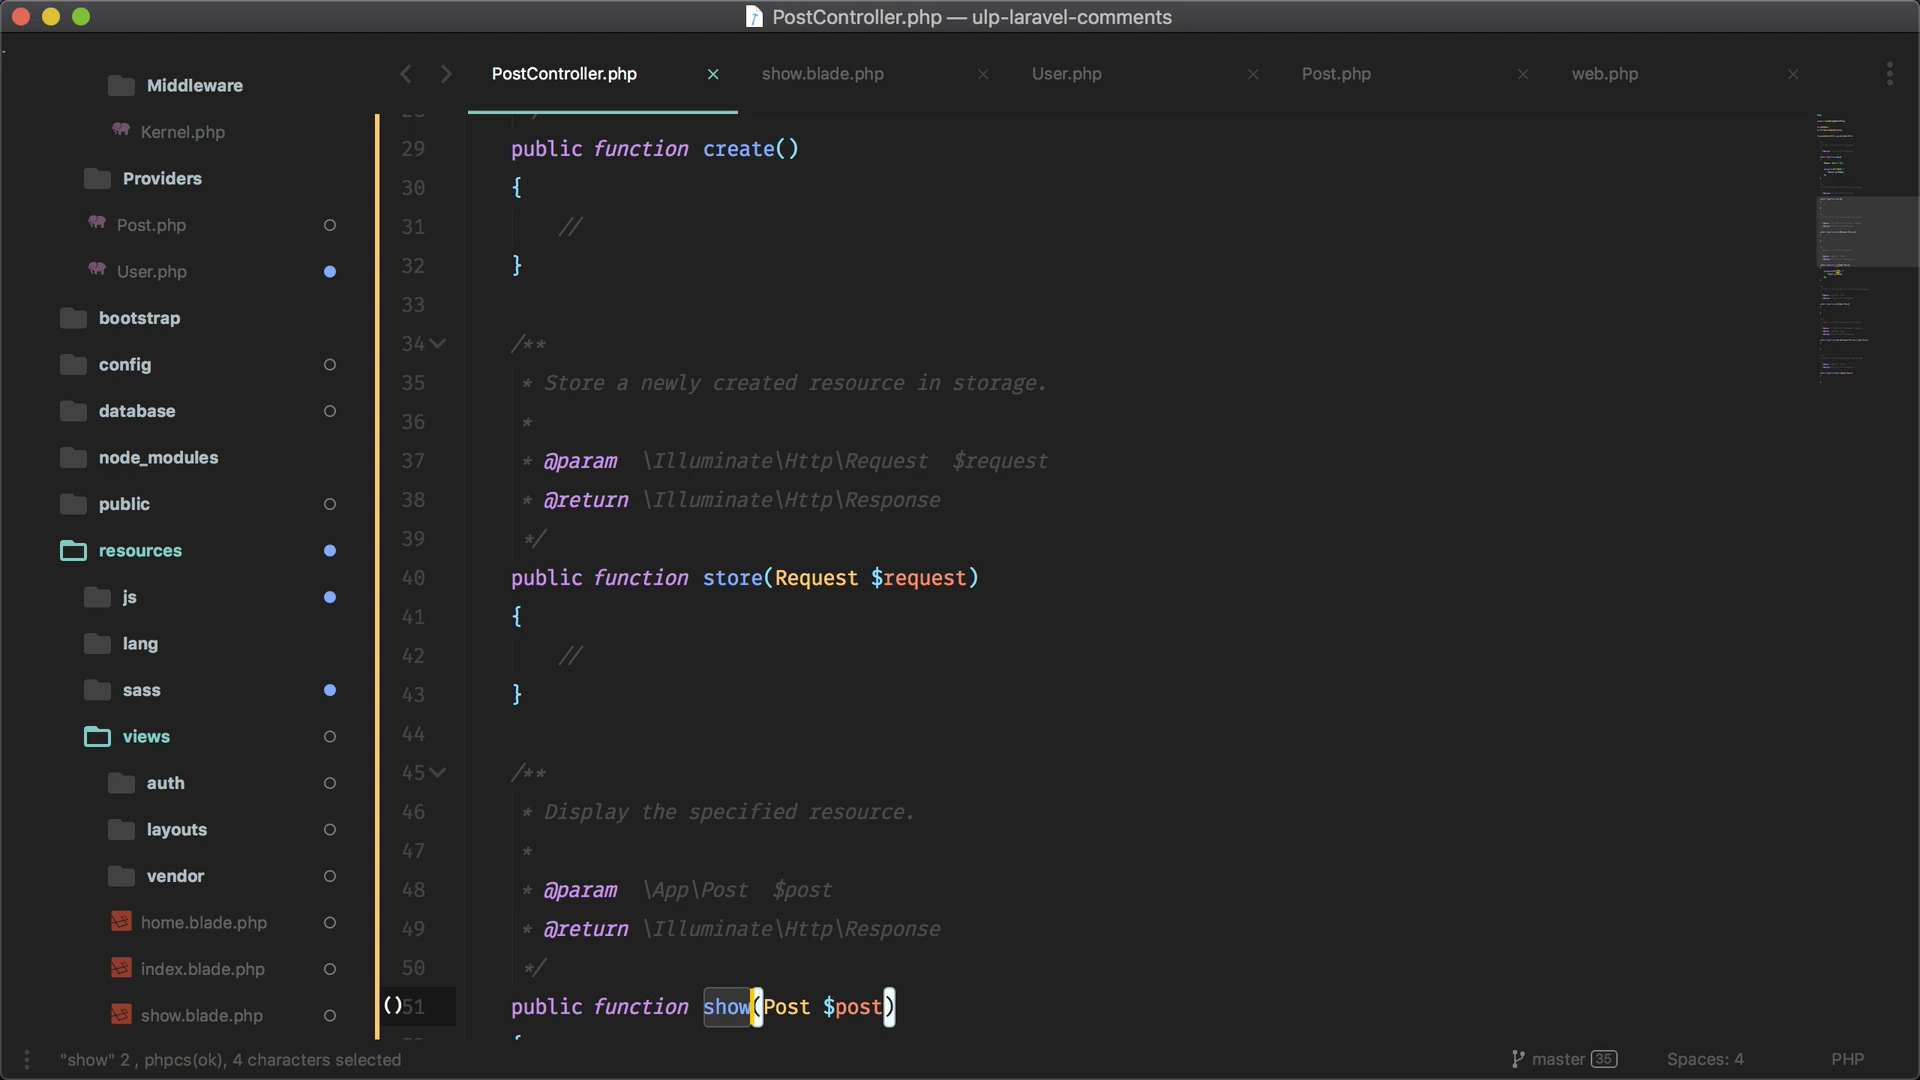 PostController.php — ulp-laravel-comments
Middleware
Kernel.php
Providers
Post.php
User.php
bootstrap
config
database
node_modules
public
resources
js
lang
sass
views
auth
layouts
vendor
home.blade.php
index.blade.php
show.blade.php
PostController.php
show.blade.php
User.php
Post.php
web.php
29 public function create()
30 {
31 //
32 }
33
34 /**
35 * Store a newly created resource in storage.
36 *
37 * @param \Illuminate\Http\Request $request
38 * @return \Illuminate\Http\Response
39 */
40 public function store(Request $request)
41 {
42 //
43 }
44
45 /**
46 * Display the specified resource.
47 *
48 * @param \App\Post $post
49 * @return \Illuminate\Http\Response
50 */
()51 public function show(Post $post)
"show" 2 , phpcs(ok), 4 characters selected
master 35
Spaces: 4
PHP